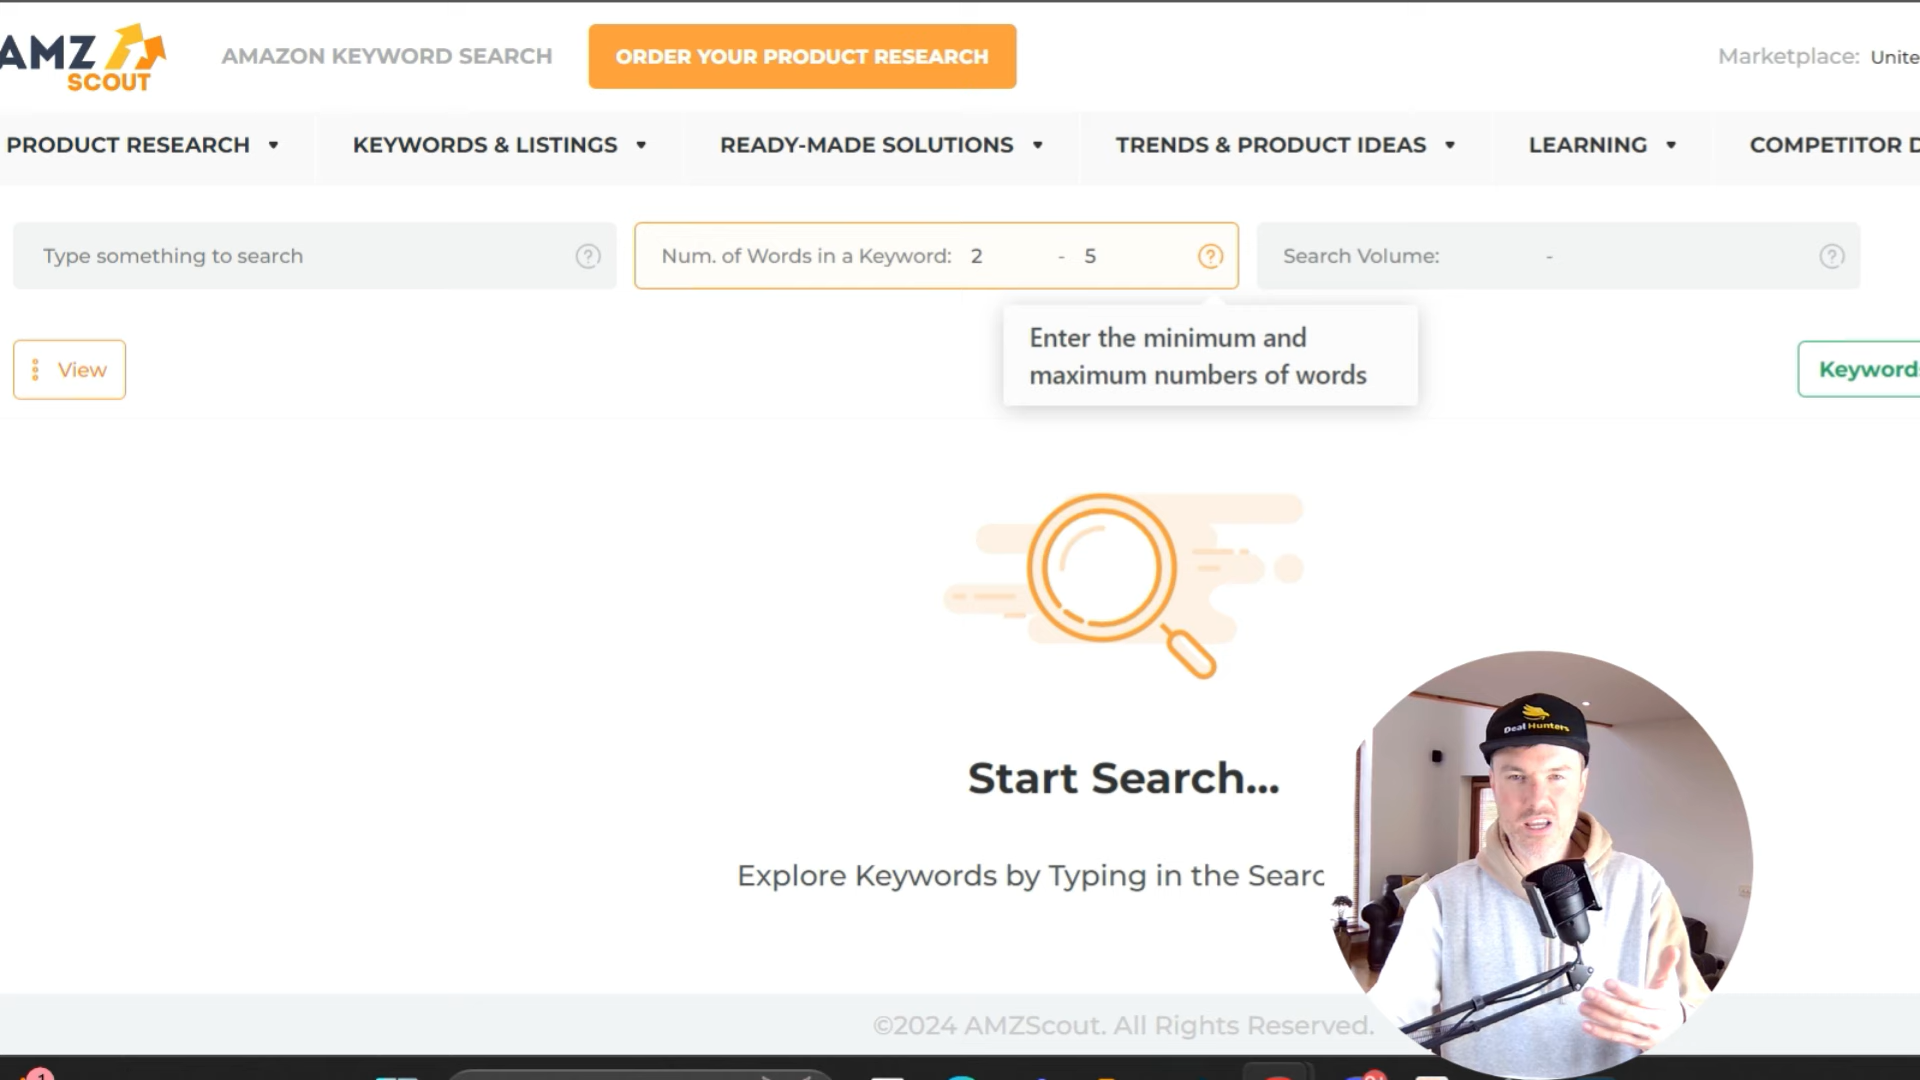 AMZ
SCOUT
AMAZON KEYWORD SEARCH
ORDER YOUR PRODUCT RESEARCH
Marketplace: Unite
PRODUCT RESEARCH
KEYWORDS & LISTINGS
READY-MADE SOLUTIONS
TRENDS & PRODUCT IDEAS
LEARNING
COMPETITOR D
Type something to search
?
Num. of Words in a Keyword: 2 - 5
?
Search Volume: -
?
Enter the minimum and
maximum numbers of words
View
Keyword
Start Search...
Explore Keywords by Typing in the Searc
Deal Hunters
©2024 AMZScout. All Rights Reserved.
1